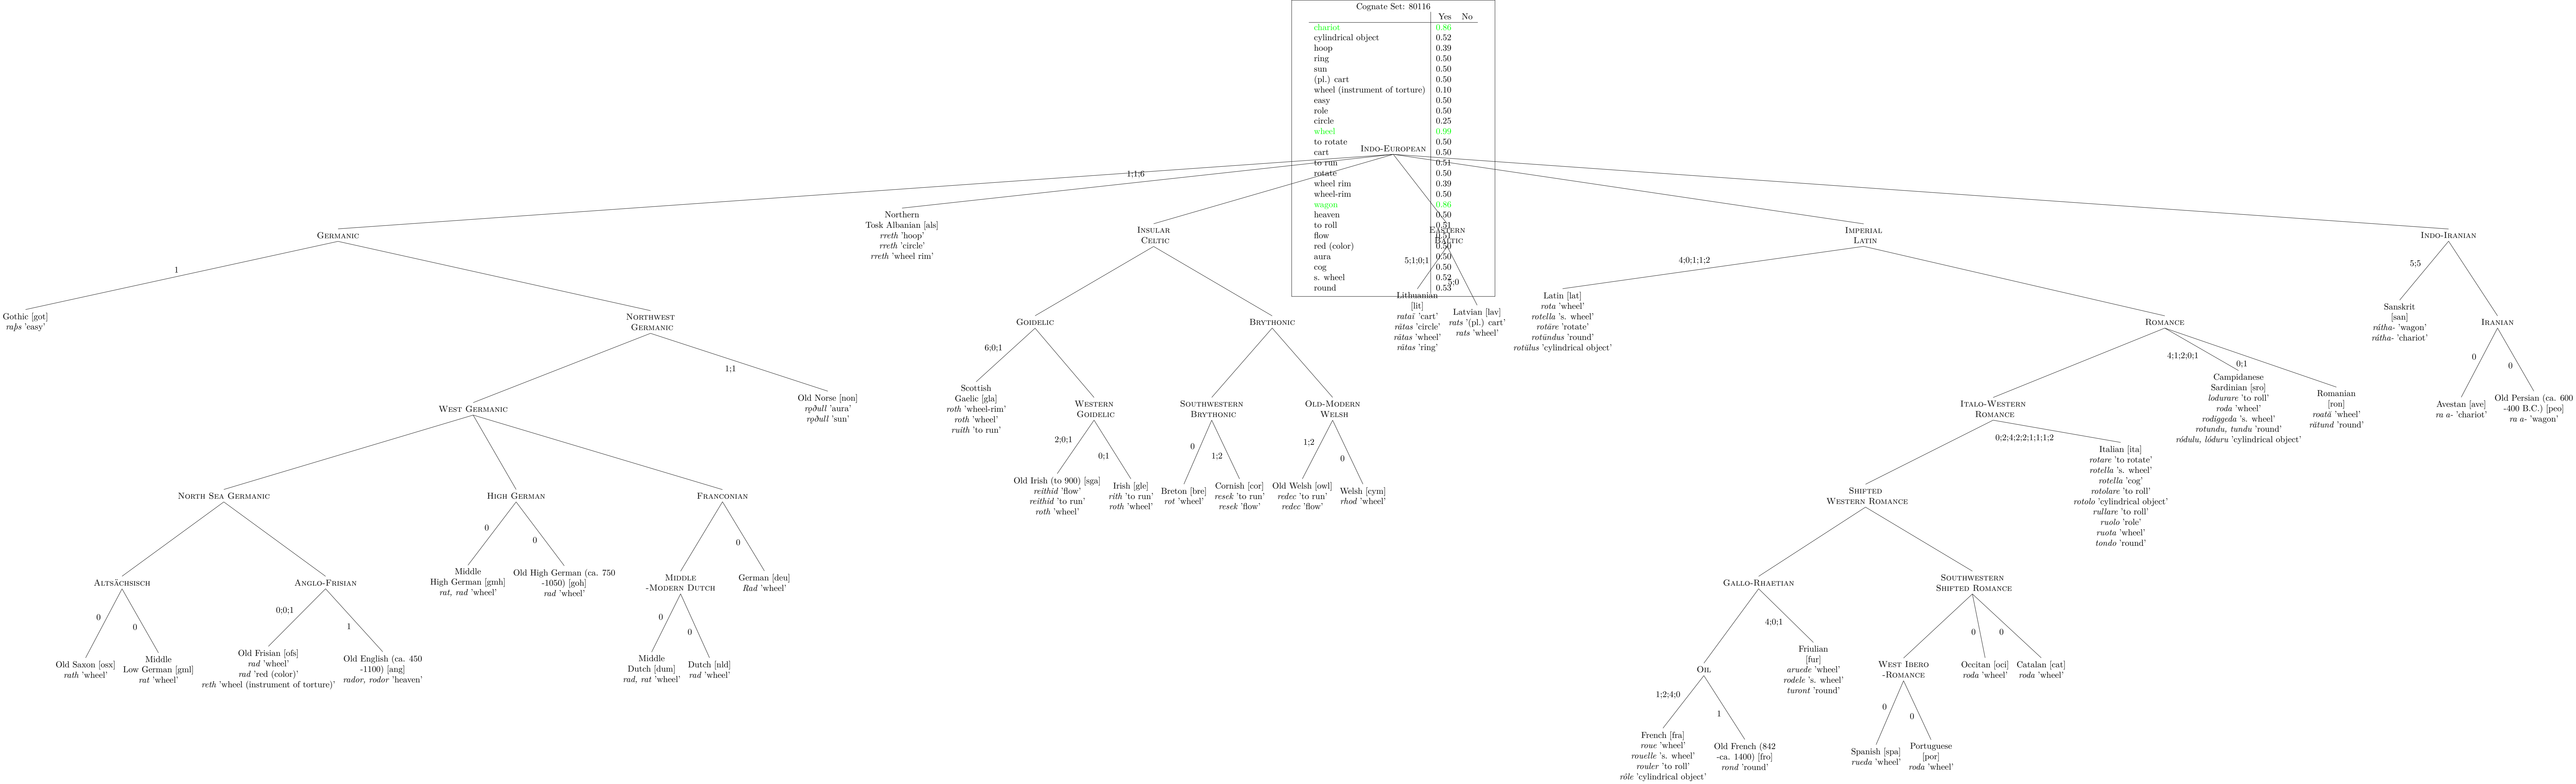 Cognate Set: 80116
Yes No
chariot 0.86
cylindrical object 0.52
hoop 0.39
ring 0.50
sun 0.50
(pl.) cart 0.50
wheel (instrument of torture) 0.10
easy 0.50
role 0.50
circle 0.25
wheel 0.99
to rotate 0.50
cart 0.50
to run 0.51
rotate 0.50
wheel rim 0.39
wheel-rim 0.50
wagon 0.86
heaven 0.50
to roll 0.51
flow 0.51
red (color) 0.50
aura 0.50
cog 0.50
s. wheel 0.52
round 0.53
Indo-European
1;1;6
Germanic
1
Gothic [got]
raþs 'easy'
Northwest
Germanic
West Germanic
1;1
Old Norse [non]
rǫðull 'aura'
rǫðull 'sun'
North Sea Germanic
High German
Franconian
Altsächsisch
Anglo-Frisian
0
0
Old Saxon [osx]
rath 'wheel'
Middle
Low German [gml]
rat 'wheel'
0;0;1
1
Old Frisian [ofs]
rad 'wheel'
rad 'red (color)'
reth 'wheel (instrument of torture)'
Old English (ca. 450
-1100) [ang]
rador, rodor 'heaven'
0
0
Middle
High German [gmh]
rat, rad 'wheel'
Old High German (ca. 750
-1050) [goh]
rad 'wheel'
0
Middle
-Modern Dutch
German [deu]
Rad 'wheel'
0
0
Middle
Dutch [dum]
rad, rat 'wheel'
Dutch [nld]
rad 'wheel'
Northern
Tosk Albanian [als]
rreth 'hoop'
rreth 'circle'
rreth 'wheel rim'
Insular
Celtic
Goidelic
Brythonic
6;0;1
Scottish
Gaelic [gla]
roth 'wheel-rim'
roth 'wheel'
ruith 'to run'
Western
Goidelic
2;0;1
0;1
Old Irish (to 900) [sga]
reithid 'flow'
reithid 'to run'
roth 'wheel'
Irish [gle]
rith 'to run'
roth 'wheel'
Southwestern
Brythonic
0
1;2
Breton [bre]
rot 'wheel'
Cornish [cor]
resek 'to run'
resek 'flow'
Old-Modern
Welsh
1;2
0
Old Welsh [owl]
redec 'to run'
redec 'flow'
Welsh [cym]
rhod 'wheel'
Eastern
Baltic
5;1;0;1
5;0
Lithuanian
[lit]
ratai 'cart'
rãtas 'circle'
rãtas 'wheel'
rãtas 'ring'
Latvian [lav]
rats '(pl.) cart'
rats 'wheel'
Imperial
Latin
4;0;1;1;2
Latin [lat]
rota 'wheel'
rotella 's. wheel'
rotāre 'rotate'
rotŭndus 'round'
rotŭlus 'cylindrical object'
Romance
Italo-Western
Romance
4;1;2;0;1
Campidanese
Sardinian [sro]
lodurare 'to roll'
roda 'wheel'
rodiggeda 's. wheel'
rotundu, tundu 'round'
ródulu, lóduru 'cylindrical object'
0;1
Romanian
[ron]
roată 'wheel'
rătund 'round'
Shifted
Western Romance
0;2;4;2;2;1;1;1;2
Italian [ita]
rotare 'to rotate'
rotella 's. wheel'
rotella 'cog'
rotolare 'to roll'
rotolo 'cylindrical object'
rullare 'to roll'
ruolo 'role'
ruota 'wheel'
tondo 'round'
Gallo-Rhaetian
Southwestern
Shifted Romance
Oil
4;0;1
Friulian
[fur]
aruede 'wheel'
rodele 's. wheel'
turont 'round'
1;2;4;0
1
French [fra]
roue 'wheel'
rouelle 's. wheel'
rouler 'to roll'
róle 'cylindrical object'
Old French (842
-ca. 1400) [fro]
rond 'round'
West Ibero
-Romance
0
0
Occitan [oci]
roda 'wheel'
Catalan [cat]
roda 'wheel'
0
0
Spanish [spa]
rueda 'wheel'
Portuguese
[por]
roda 'wheel'
Indo-Iranian
5;5
Sanskrit
[san]
rátha- 'wagon'
rátha- 'chariot'
Iranian
0
0
Avestan [ave]
ra a- 'chariot'
Old Persian (ca. 600
-400 B.C.) [peo]
ra a- 'wagon'